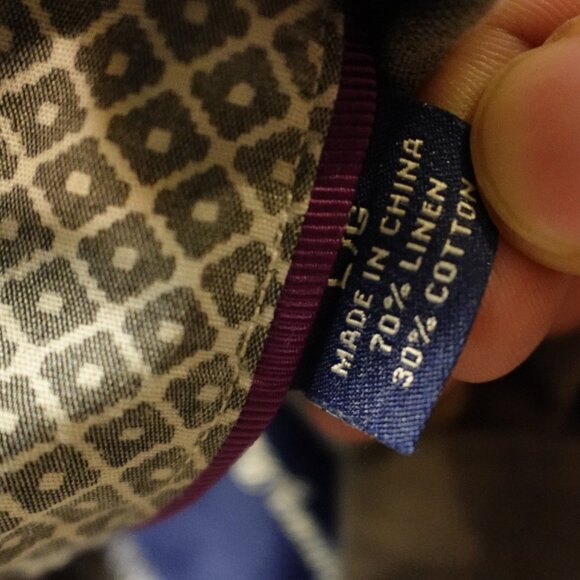 L/G
MADE IN CHINA
70% LINEN
30% COTTON